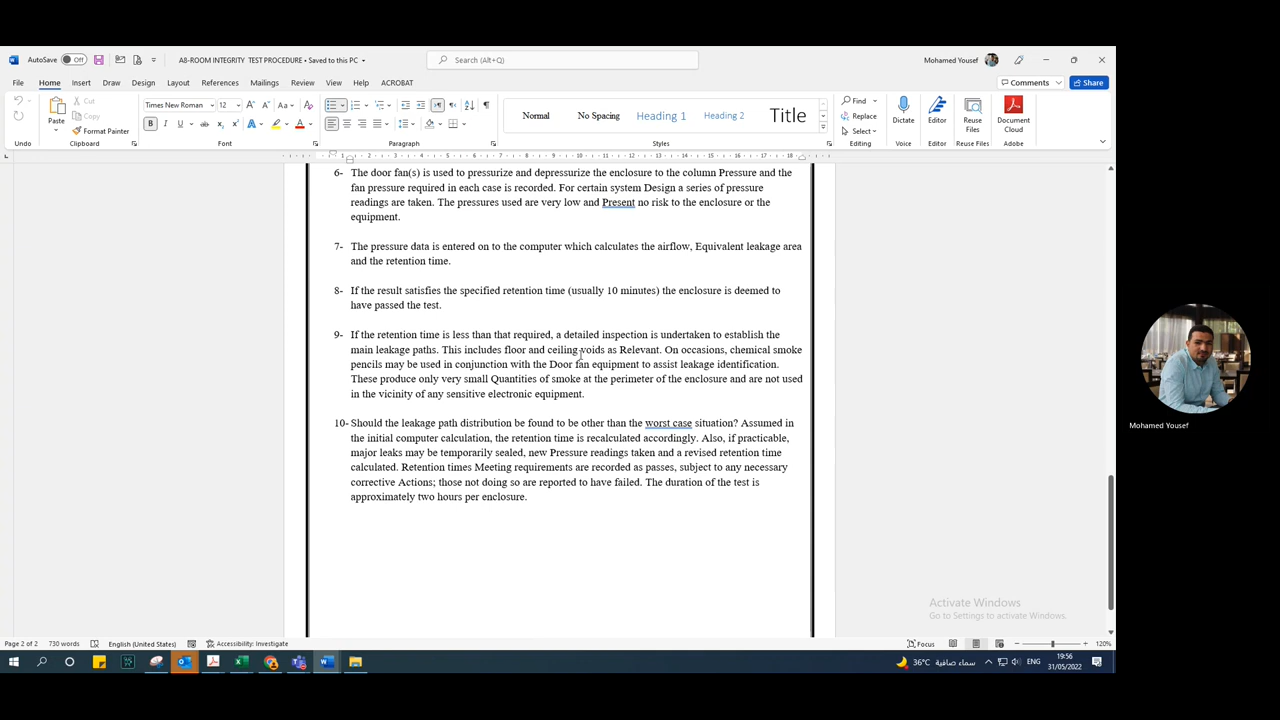 AutoSave Off A8-ROOM INTEGRITY TEST PROCEDURE • Saved to this PC Search (Alt+Q) Mohamed Yousef
File Home Insert Draw Design Layout References Mailings Review View Help ACROBAT Comments Share
Paste Cut Copy Format Painter Times New Roman 12 Normal No Spacing Heading 1 Heading 2 Title Find Replace Select Dictate Editor Reuse Files Document Cloud
Undo Clipboard Font Paragraph Styles Editing Voice Editor Reuse Files Adobe
6- The door fan(s) is used to pressurize and depressurize the enclosure to the column Pressure and the
fan pressure required in each case is recorded. For certain system Design a series of pressure
readings are taken. The pressures used are very low and Present no risk to the enclosure or the
equipment.
7- The pressure data is entered on to the computer which calculates the airflow, Equivalent leakage area
and the retention time.
8- If the result satisfies the specified retention time (usually 10 minutes) the enclosure is deemed to
have passed the test.
9- If the retention time is less than that required, a detailed inspection is undertaken to establish the
main leakage paths. This includes floor and ceiling voids as Relevant. On occasions, chemical smoke
pencils may be used in conjunction with the Door fan equipment to assist leakage identification.
These produce only very small Quantities of smoke at the perimeter of the enclosure and are not used
in the vicinity of any sensitive electronic equipment.
10- Should the leakage path distribution be found to be other than the worst case situation? Assumed in
the initial computer calculation, the retention time is recalculated accordingly. Also, if practicable,
major leaks may be temporarily sealed, new Pressure readings taken and a revised retention time
calculated. Retention times Meeting requirements are recorded as passes, subject to any necessary
corrective Actions; those not doing so are reported to have failed. The duration of the test is
approximately two hours per enclosure.
Mohamed Yousef
Activate Windows
Go to Settings to activate Windows.
Page 2 of 2 730 words English (United States) Accessibility: Investigate Focus 120%
36°C سماء صافية ENG 19:56
31/05/2022